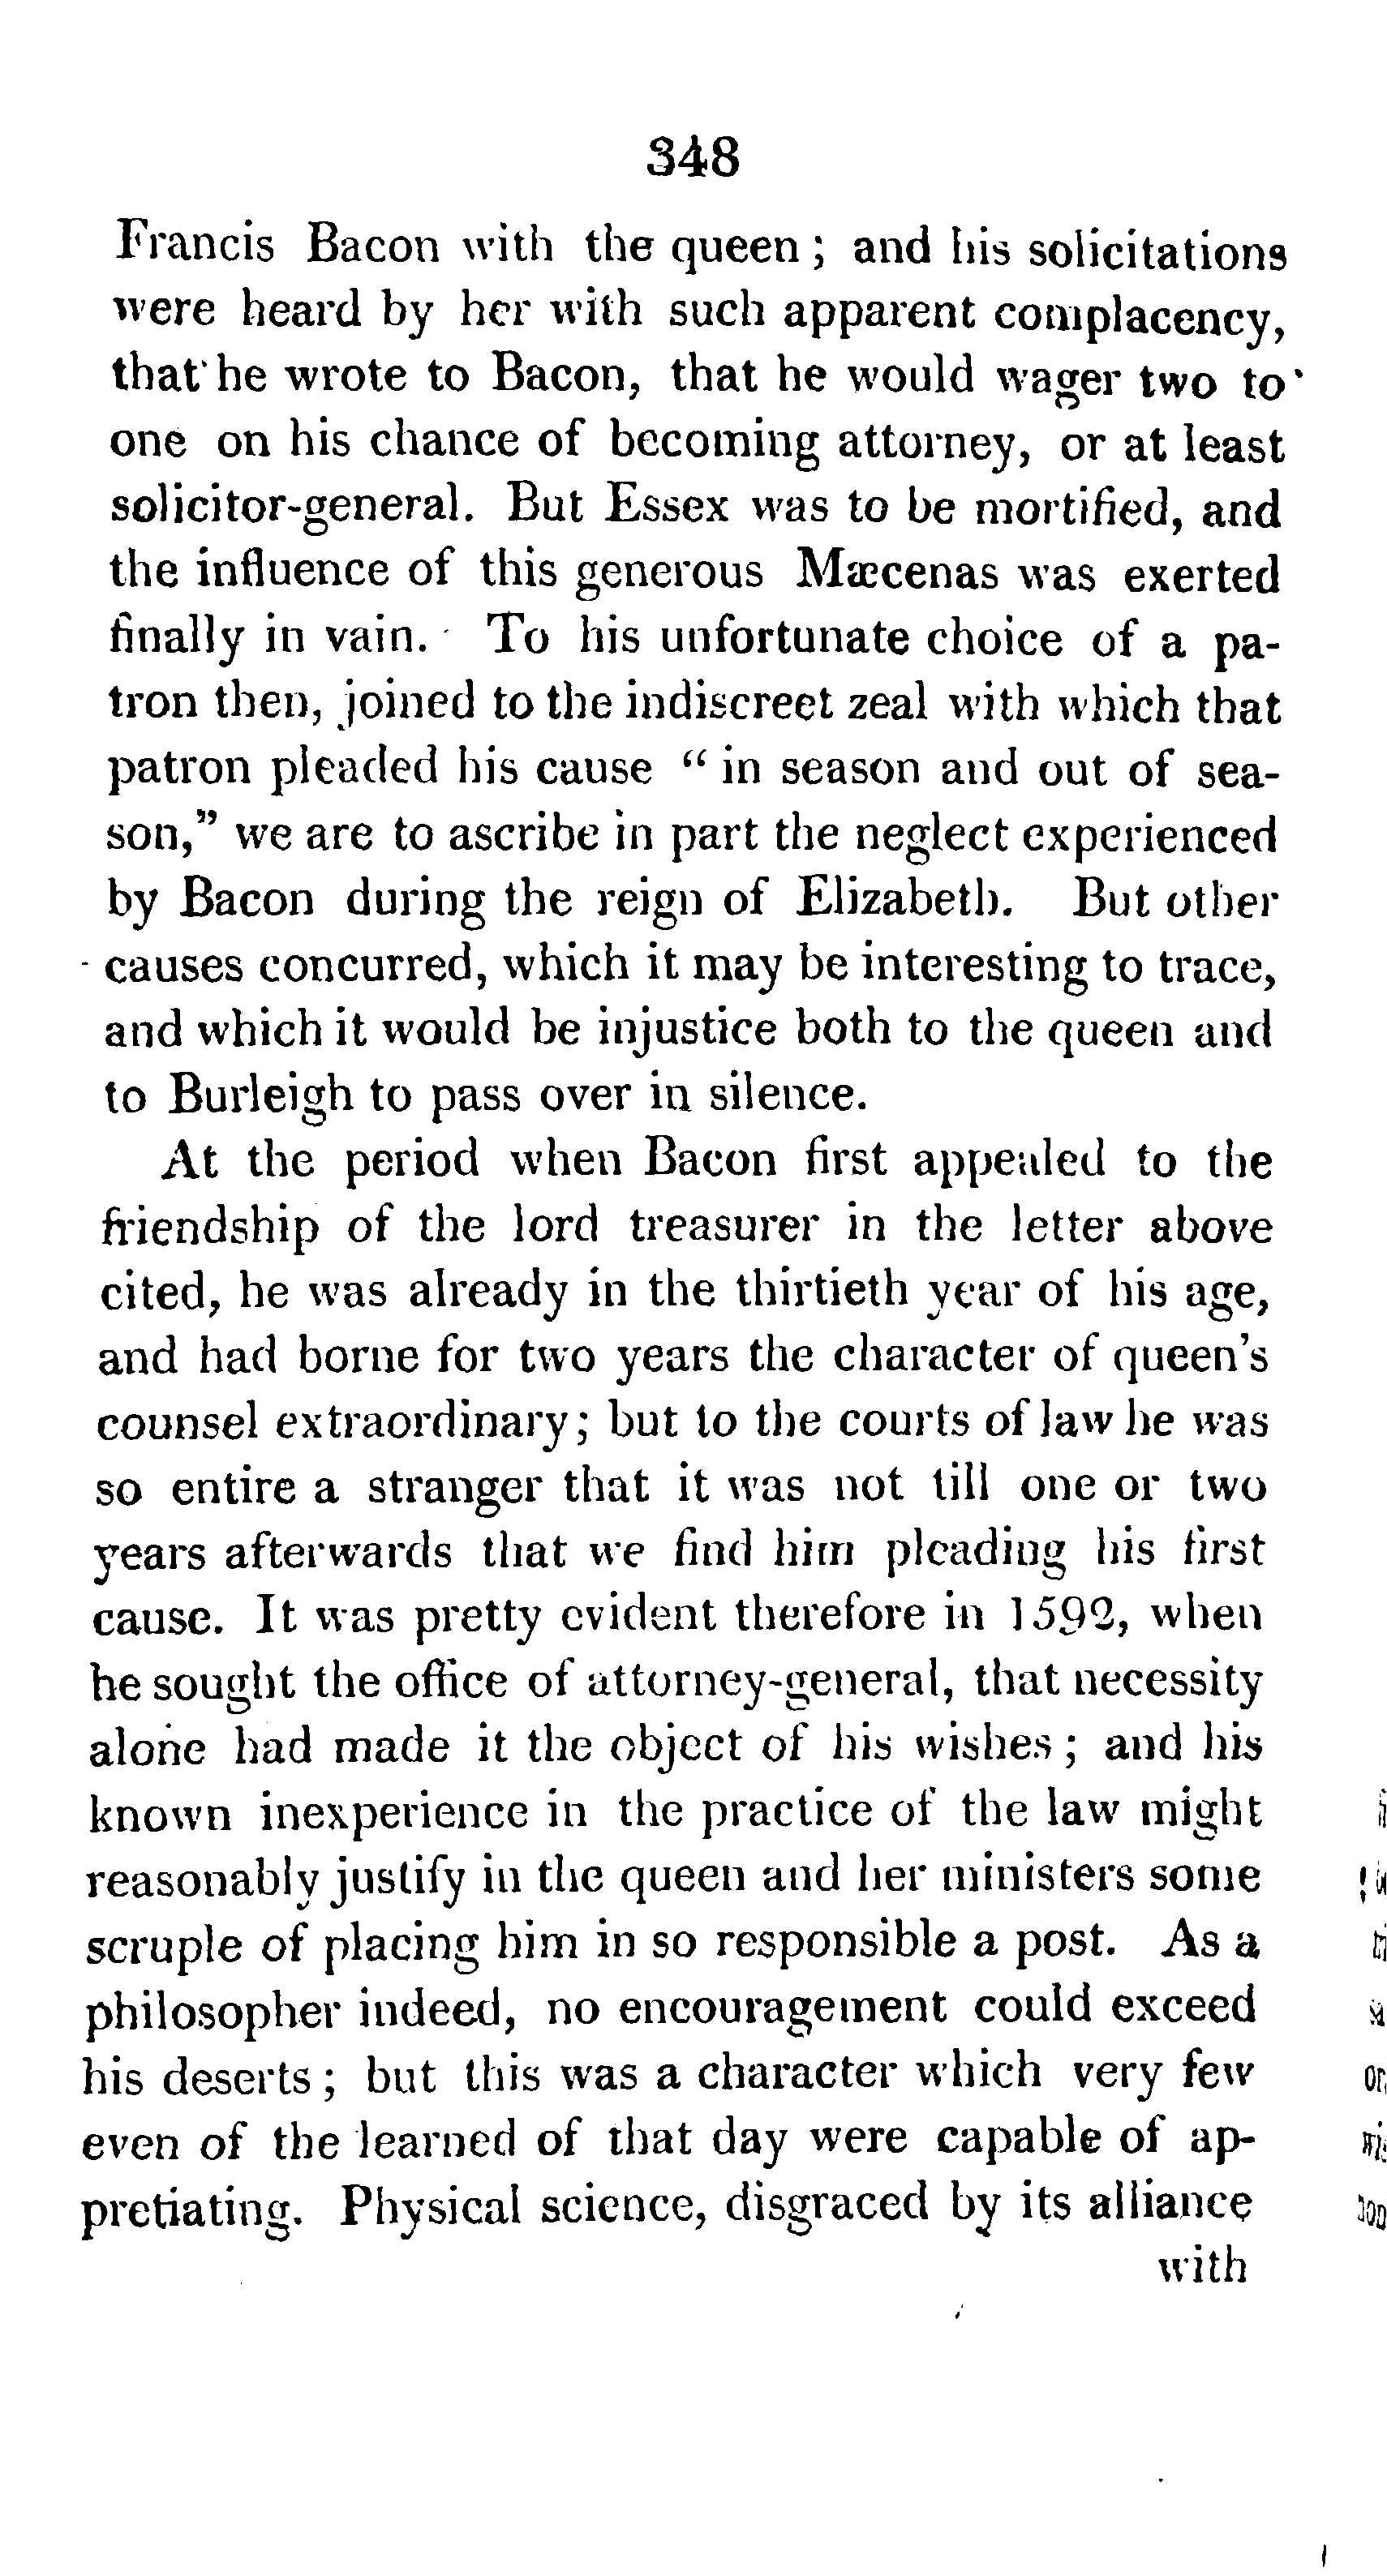 348
Francis Bacon with the queen; and his solicitations
were heard by her with such apparent complacency,
that he wrote to Bacon, that he would wager two to
one on his chance of becoming attorney, or at least
solicitor-general. But Essex was to be mortified, and
the influence of this generous Mæcenas was exerted
finally in vain. To his unfortunate choice of a pa-
tron then, joined to the indiscreet zeal with which that
patron pleaded his cause “ in season and out of sea-
son,” we are to ascribe in part the neglect experienced
by Bacon during the reign of Elizabeth. But other
causes concurred, which it may be interesting to trace,
and which it would be injustice both to the queen and
to Burleigh to pass over in silence.
At the period when Bacon first appealed to the
friendship of the lord treasurer in the letter above
cited, he was already in the thirtieth year of his age,
and had borne for two years the character of queen's
counsel extraordinary; but to the courts of law he was
so entire a stranger that it was not till one or two
years afterwards that we find him pleading his first
cause. It was pretty evident therefore in 1592, when
he sought the office of attorney-general, that necessity
alone had made it the object of his wishes; and his
known inexperience in the practice of the law might
reasonably justify in the queen and her ministers some
scruple of placing him in so responsible a post. As a
philosopher indeed, no encouragement could exceed
his deserts; but this was a character which very few
even of the learned of that day were capable of ap-
pretiating. Physical science, disgraced by its alliance
with